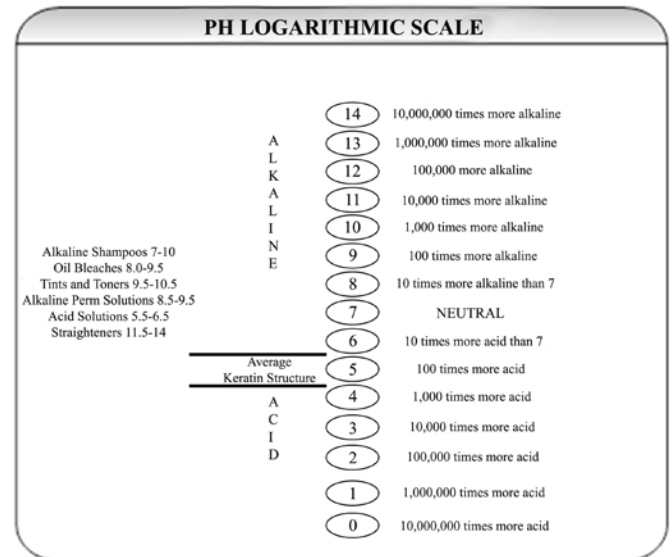 PH LOGARITHMIC SCALE
14 10,000,000 times more alkaline
13 1,000,000 times more alkaline
12 100,000 more alkaline
11 10,000 times more alkaline
10 1,000 times more alkaline
9 100 times more alkaline
8 10 times more alkaline than 7
7 NEUTRAL
6 10 times more acid than 7
5 100 times more acid
4 1,000 times more acid
3 10,000 times more acid
2 100,000 times more acid
1 1,000,000 times more acid
0 10,000,000 times more acid
A
L
K
A
L
I
N
E
Average
Keratin Structure
A
C
I
D
Alkaline Shampoos 7-10
Oil Bleaches 8.0-9.5
Tints and Toners 9.5-10.5
Alkaline Perm Solutions 8.5-9.5
Acid Solutions 5.5-6.5
Straighteners 11.5-14